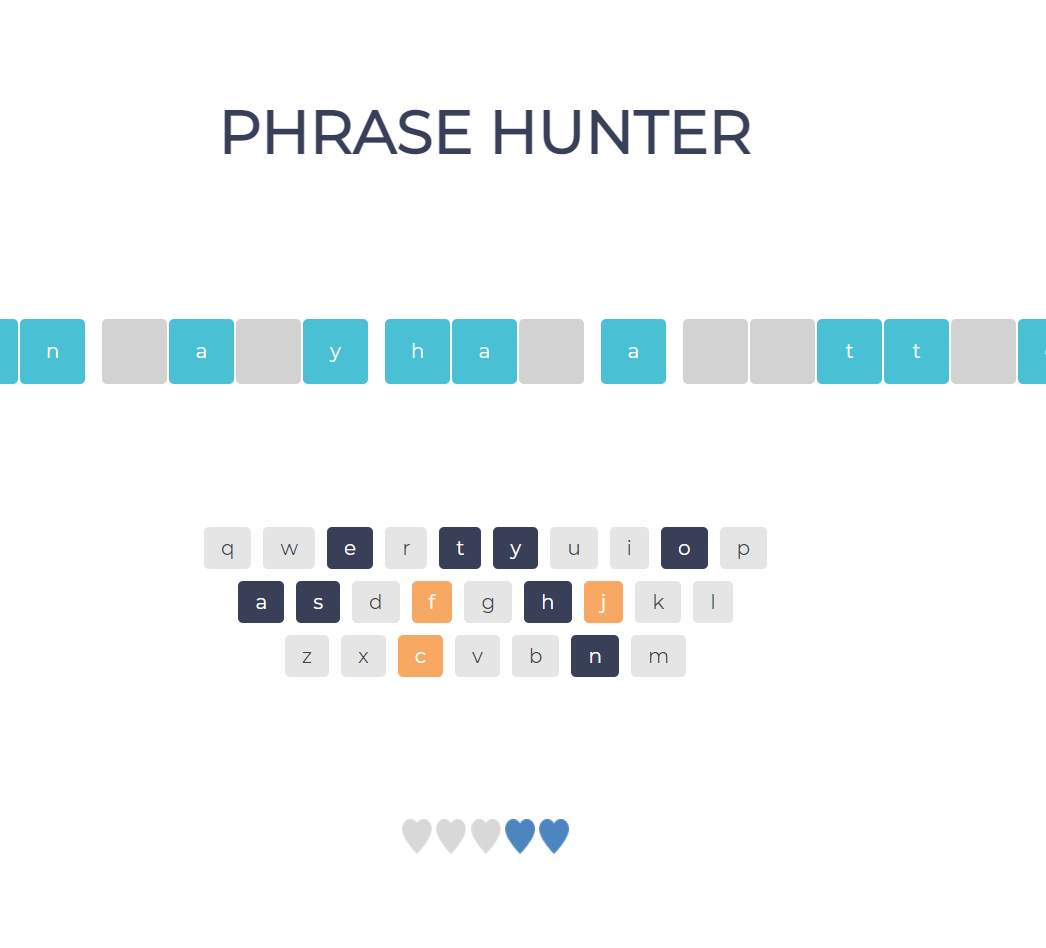 PHRASE HUNTER
n a y h a a t t
q w e r t y u i o p
a s d f g h j k l
z x c v b n m